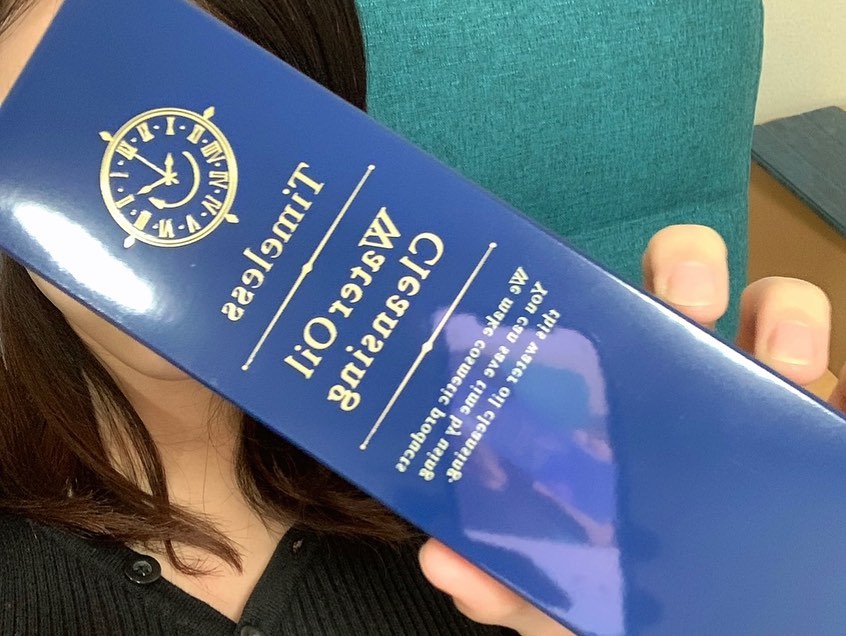 Timeless
Water Oil
Cleansing
We make cosmetic products
You can save time by using
this water oil cleansing.